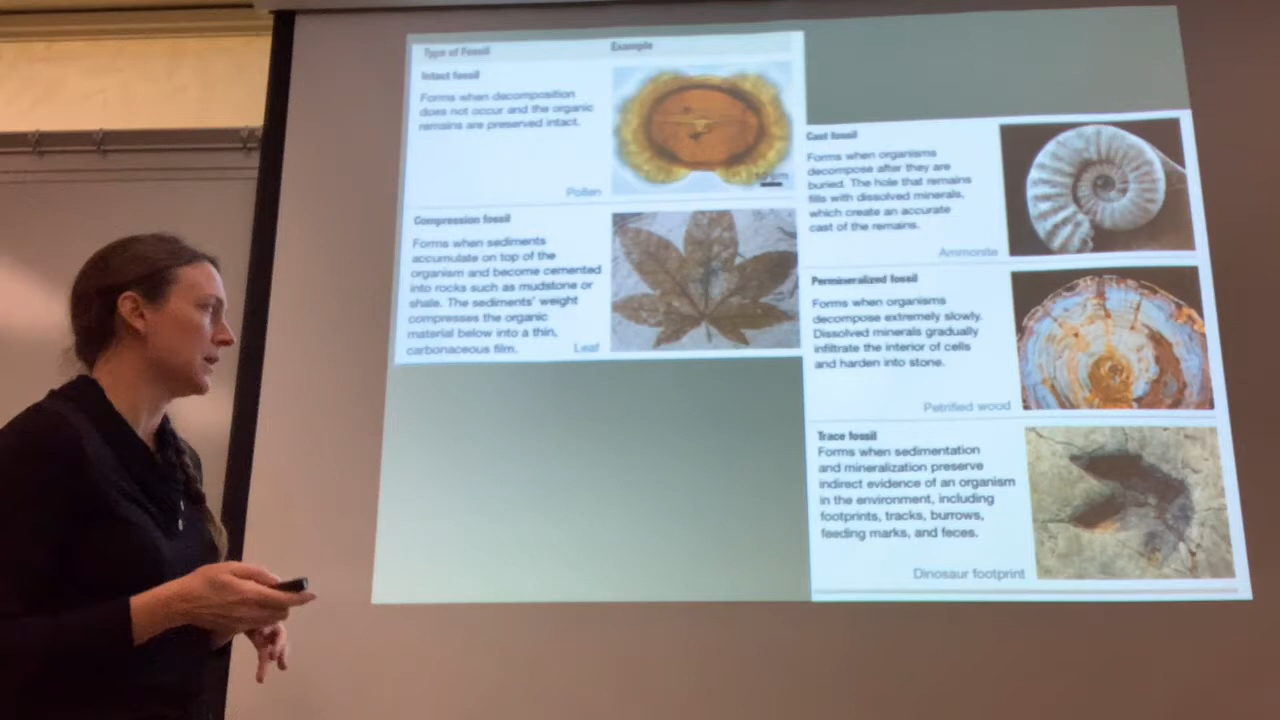 Type of Fossil
Example
Intact fossil
Forms when decomposition
does not occur and the organic
remains are preserved intact.
Pollen
Compression fossil
Forms when sediments
accumulate on top of the
organism and become cemented
into rocks such as mudstone or
shale. The sediments' weight
compresses the organic
material below into a thin,
carbonaceous film.
Leaf
Cast fossil
Forms when organisms
decompose after they are
buried. The hole that remains
fills with dissolved minerals,
which create an accurate
cast of the remains.
Ammonite
Permineralized fossil
Forms when organisms
decompose extremely slowly.
Dissolved minerals gradually
infiltrate the interior of cells
and harden into stone.
Petrified wood
Trace fossil
Forms when sedimentation
and mineralization preserve
indirect evidence of an organism
in the environment, including
footprints, tracks, burrows,
feeding marks, and feces.
Dinosaur footprint